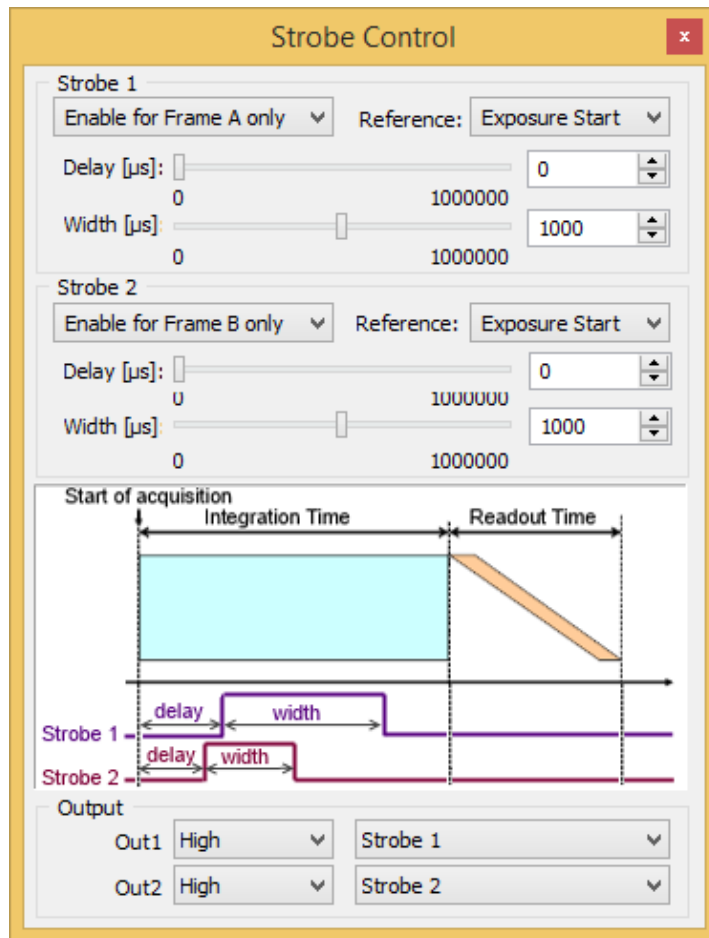 Strobe Control
x
Strobe 1
Enable for Frame A only Reference: Exposure Start
Delay [µs]: 0
0 1000000
Width [µs]: 1000
0 1000000
Strobe 2
Enable for Frame B only Reference: Exposure Start
Delay [µs]: 0
0 1000000
Width [µs]: 1000
0 1000000
Start of acquisition
Integration Time Readout Time
delay width
Strobe 1
delay width
Strobe 2
Output
Out1 High Strobe 1
Out2 High Strobe 2